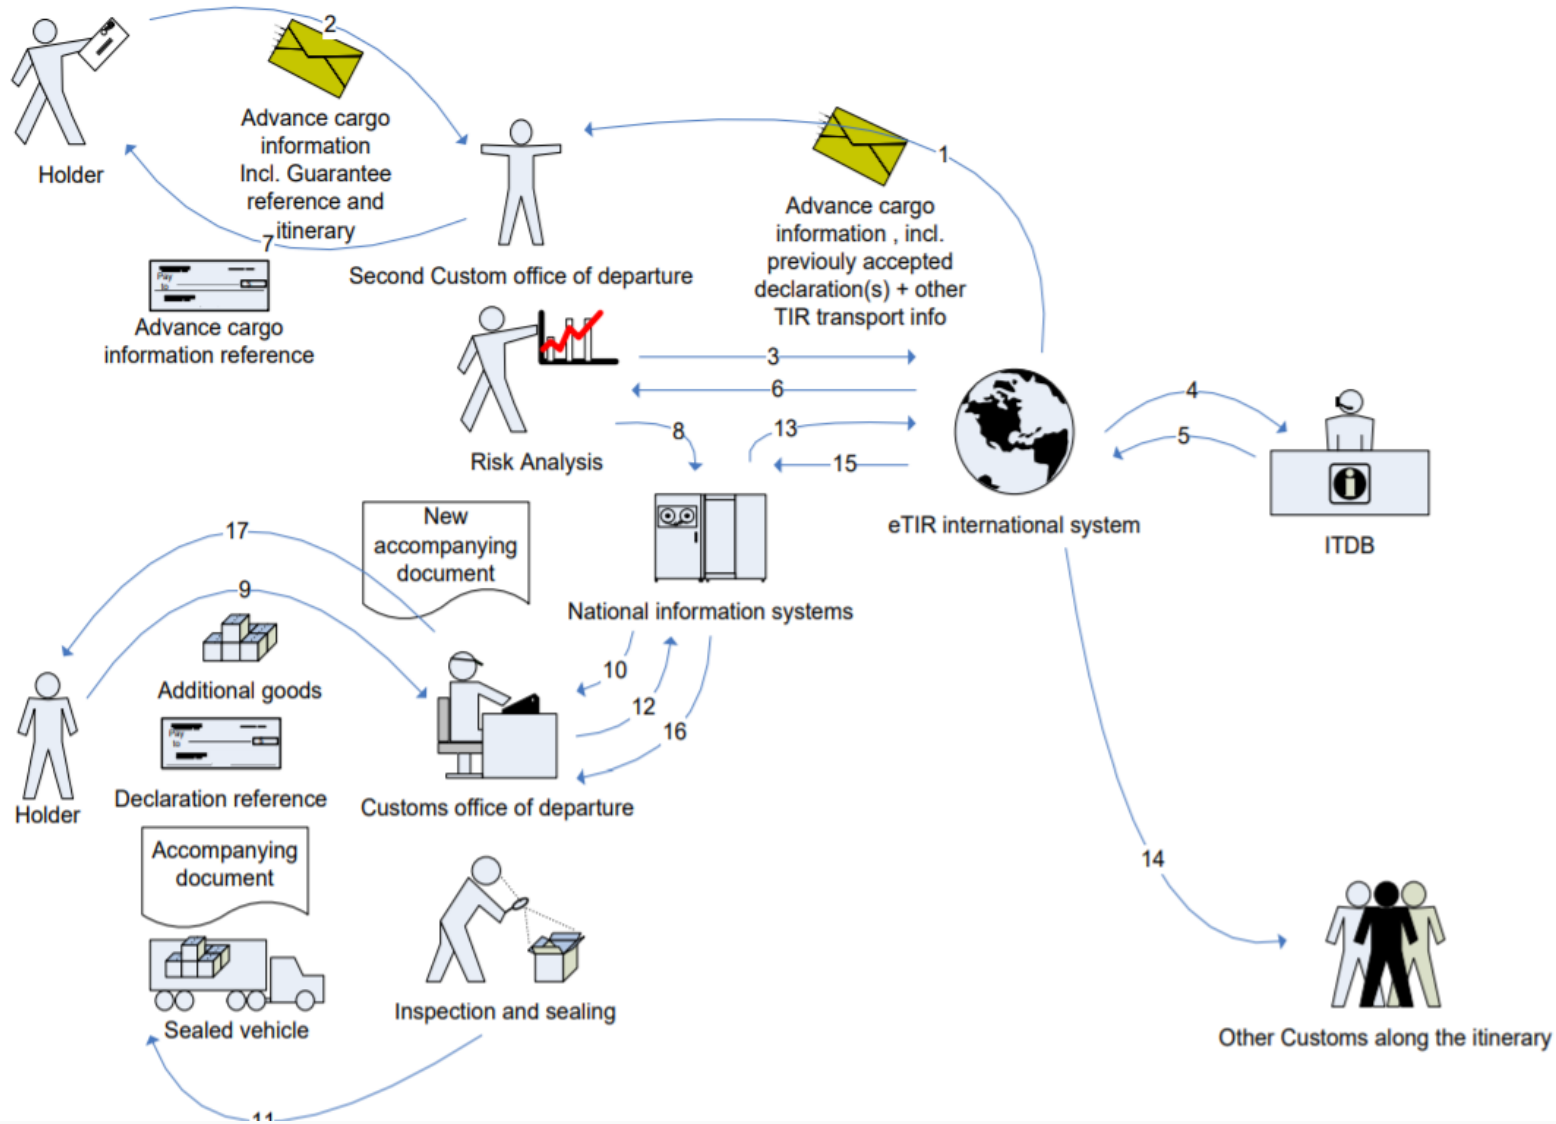 2
Advance cargo
information
Incl. Guarantee
reference and
itinerary
Holder
7
Pay
to
Advance cargo
information reference
Second Custom office of departure
1
Advance cargo
information , incl.
previouly accepted
declaration(s) + other
TIR transport info
3
6
8
13
15
Risk Analysis
4
5
eTIR international system
i
ITDB
17
New
accompanying
document
9
National information systems
10
12
16
Additional goods
Pay
to
Declaration reference
Holder
Customs office of departure
Accompanying
document
14
Sealed vehicle
Inspection and sealing
Other Customs along the itinerary
11